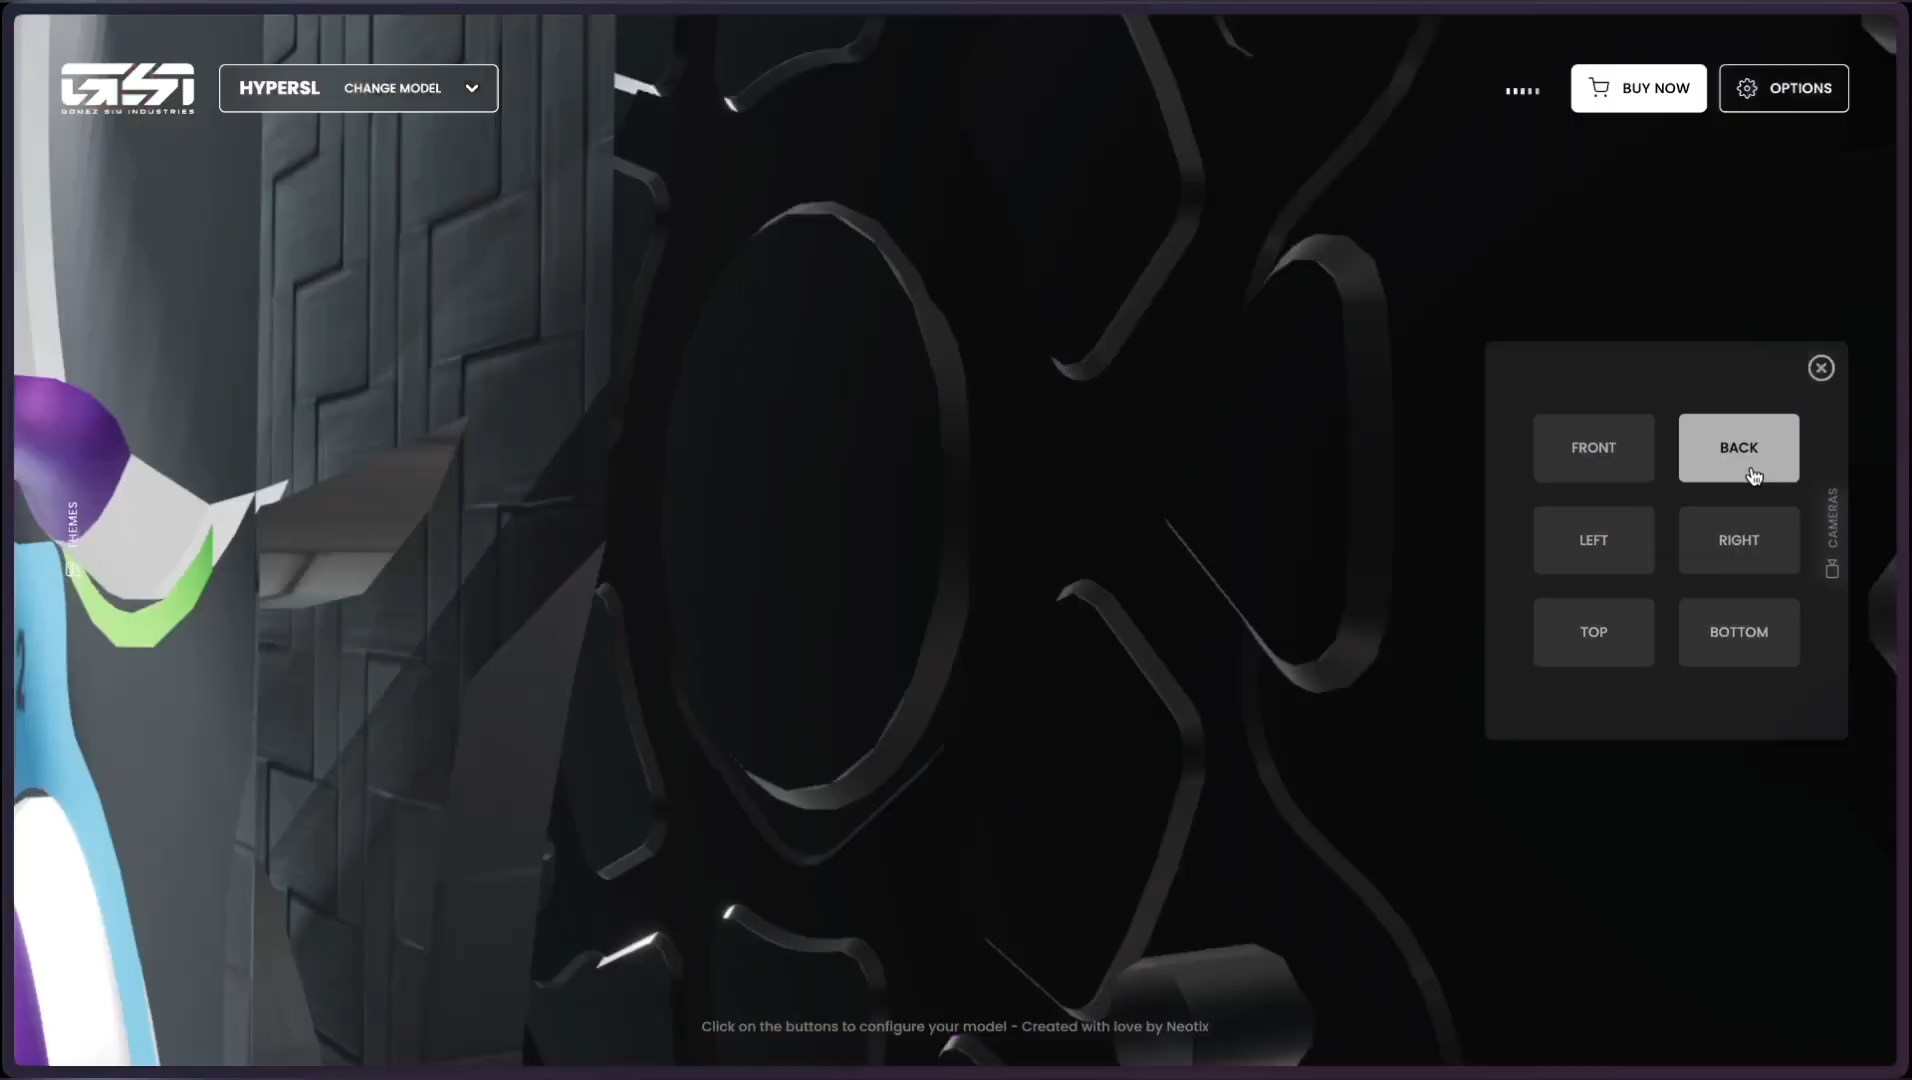 GSI
GOMEZ SIM INDUSTRIES
HYPERSL
CHANGE MODEL
BUY NOW
OPTIONS
THEMES
2
FRONT
BACK
LEFT
RIGHT
TOP
BOTTOM
CAMERAS
Click on the buttons to configure your model - Created with love by Neotix